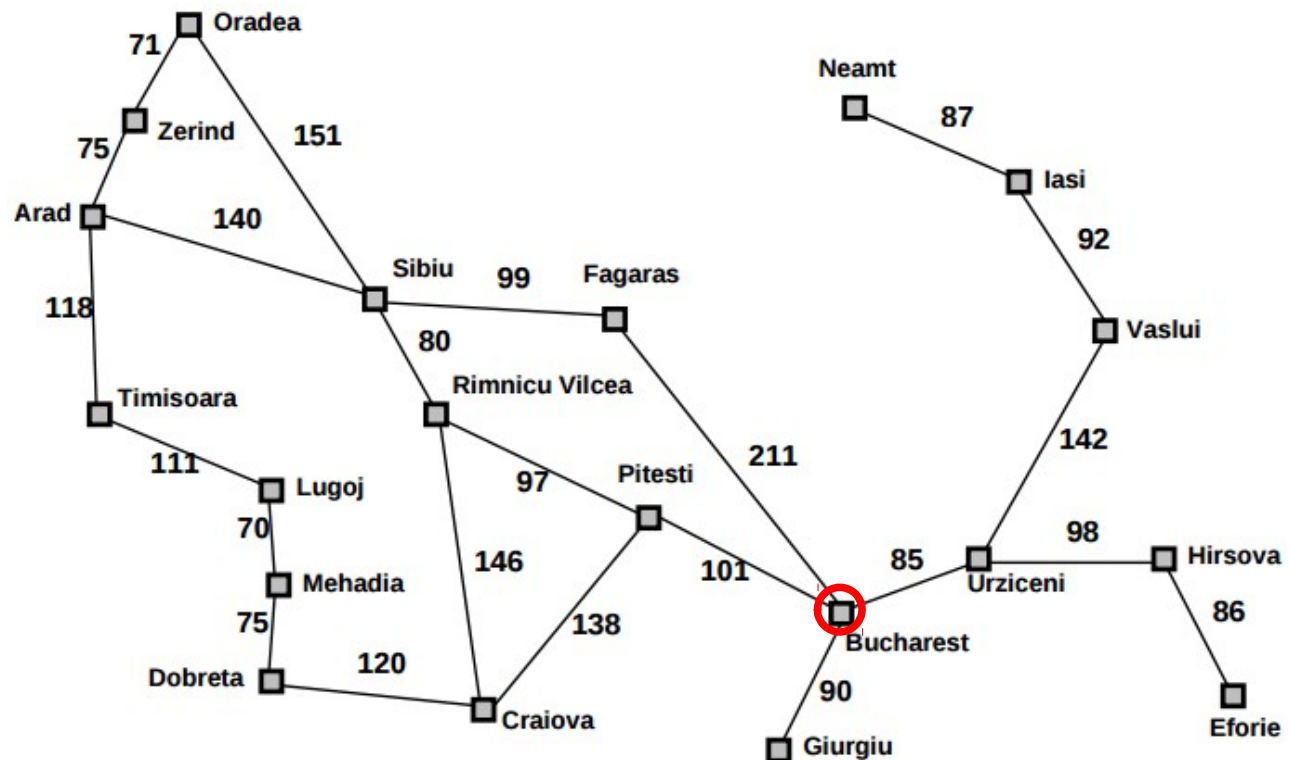 Oradea
71
Neamt
87
Zerind
151
75
Iasi
Arad
140
92
Sibiu
99
Fagaras
118
80
Vaslui
Rimnicu Vilcea
Timisoara
142
211
111
97
Pitesti
Lugoj
70
98
Hirsova
146
101
85
Urziceni
Mehadia
75
138
86
Bucharest
120
Dobreta
90
Craiova
Eforie
Giurgiu